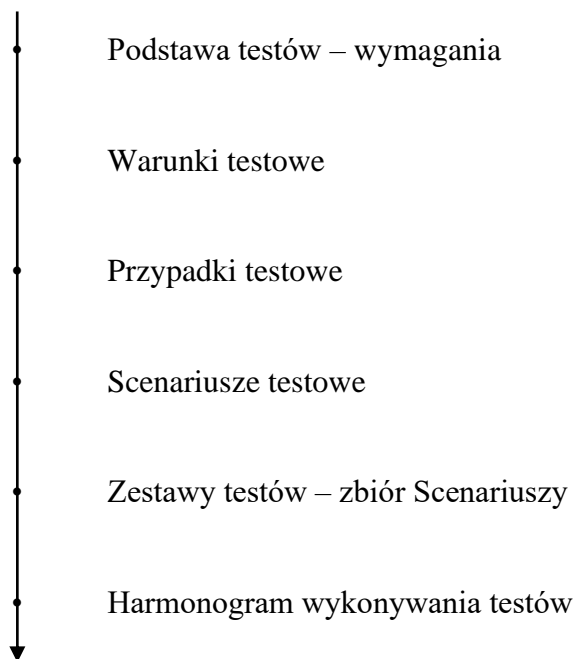 Podstawa testów – wymagania
Warunki testowe
Przypadki testowe
Scenariusze testowe
Zestawy testów – zbiór Scenariuszy
Harmonogram wykonywania testów